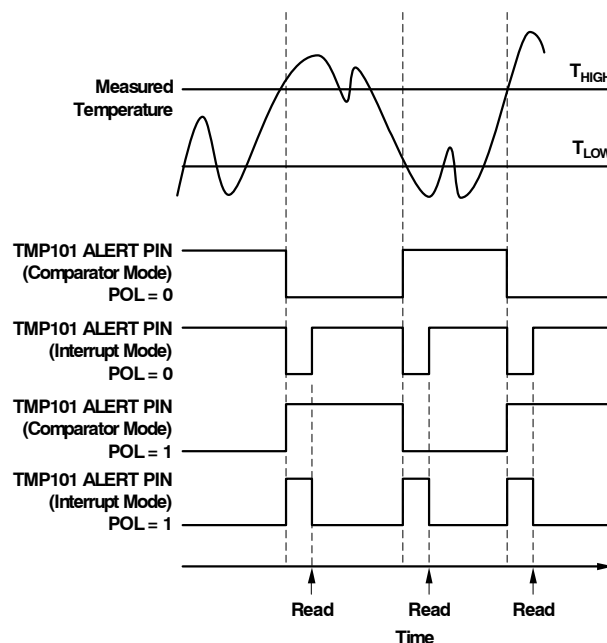 Measured
Temperature
THIGH
TLOW
TMP101 ALERT PIN
(Comparator Mode)
POL = 0
TMP101 ALERT PIN
(Interrupt Mode)
POL = 0
TMP101 ALERT PIN
(Comparator Mode)
POL = 1
TMP101 ALERT PIN
(Interrupt Mode)
POL = 1
Read Read Read
Time